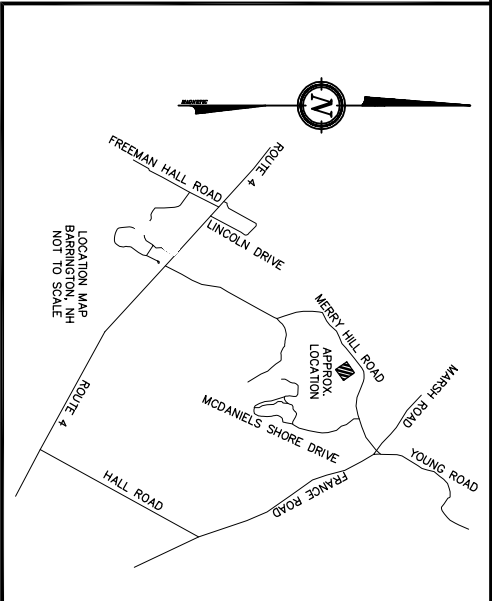 MAGNETIC
N
ROUTE 4
FREEMAN HALL ROAD
LINCOLN DRIVE
LOCATION MAP
BARRINGTON, NH
NOT TO SCALE
MERRY HILL ROAD
APPROX.
LOCATION
MARSH ROAD
MCDANIELS SHORE DRIVE
YOUNG ROAD
FRANCE ROAD
ROUTE 4
HALL ROAD